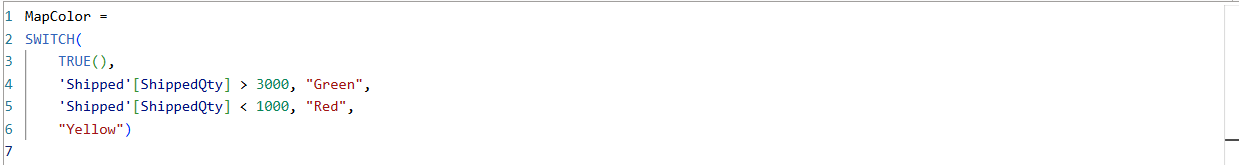 1 MapColor =
2 SWITCH(
3 TRUE(),
4 'Shipped'[ShippedQty] > 3000, "Green",
5 'Shipped'[ShippedQty] < 1000, "Red",
6 "Yellow")
7